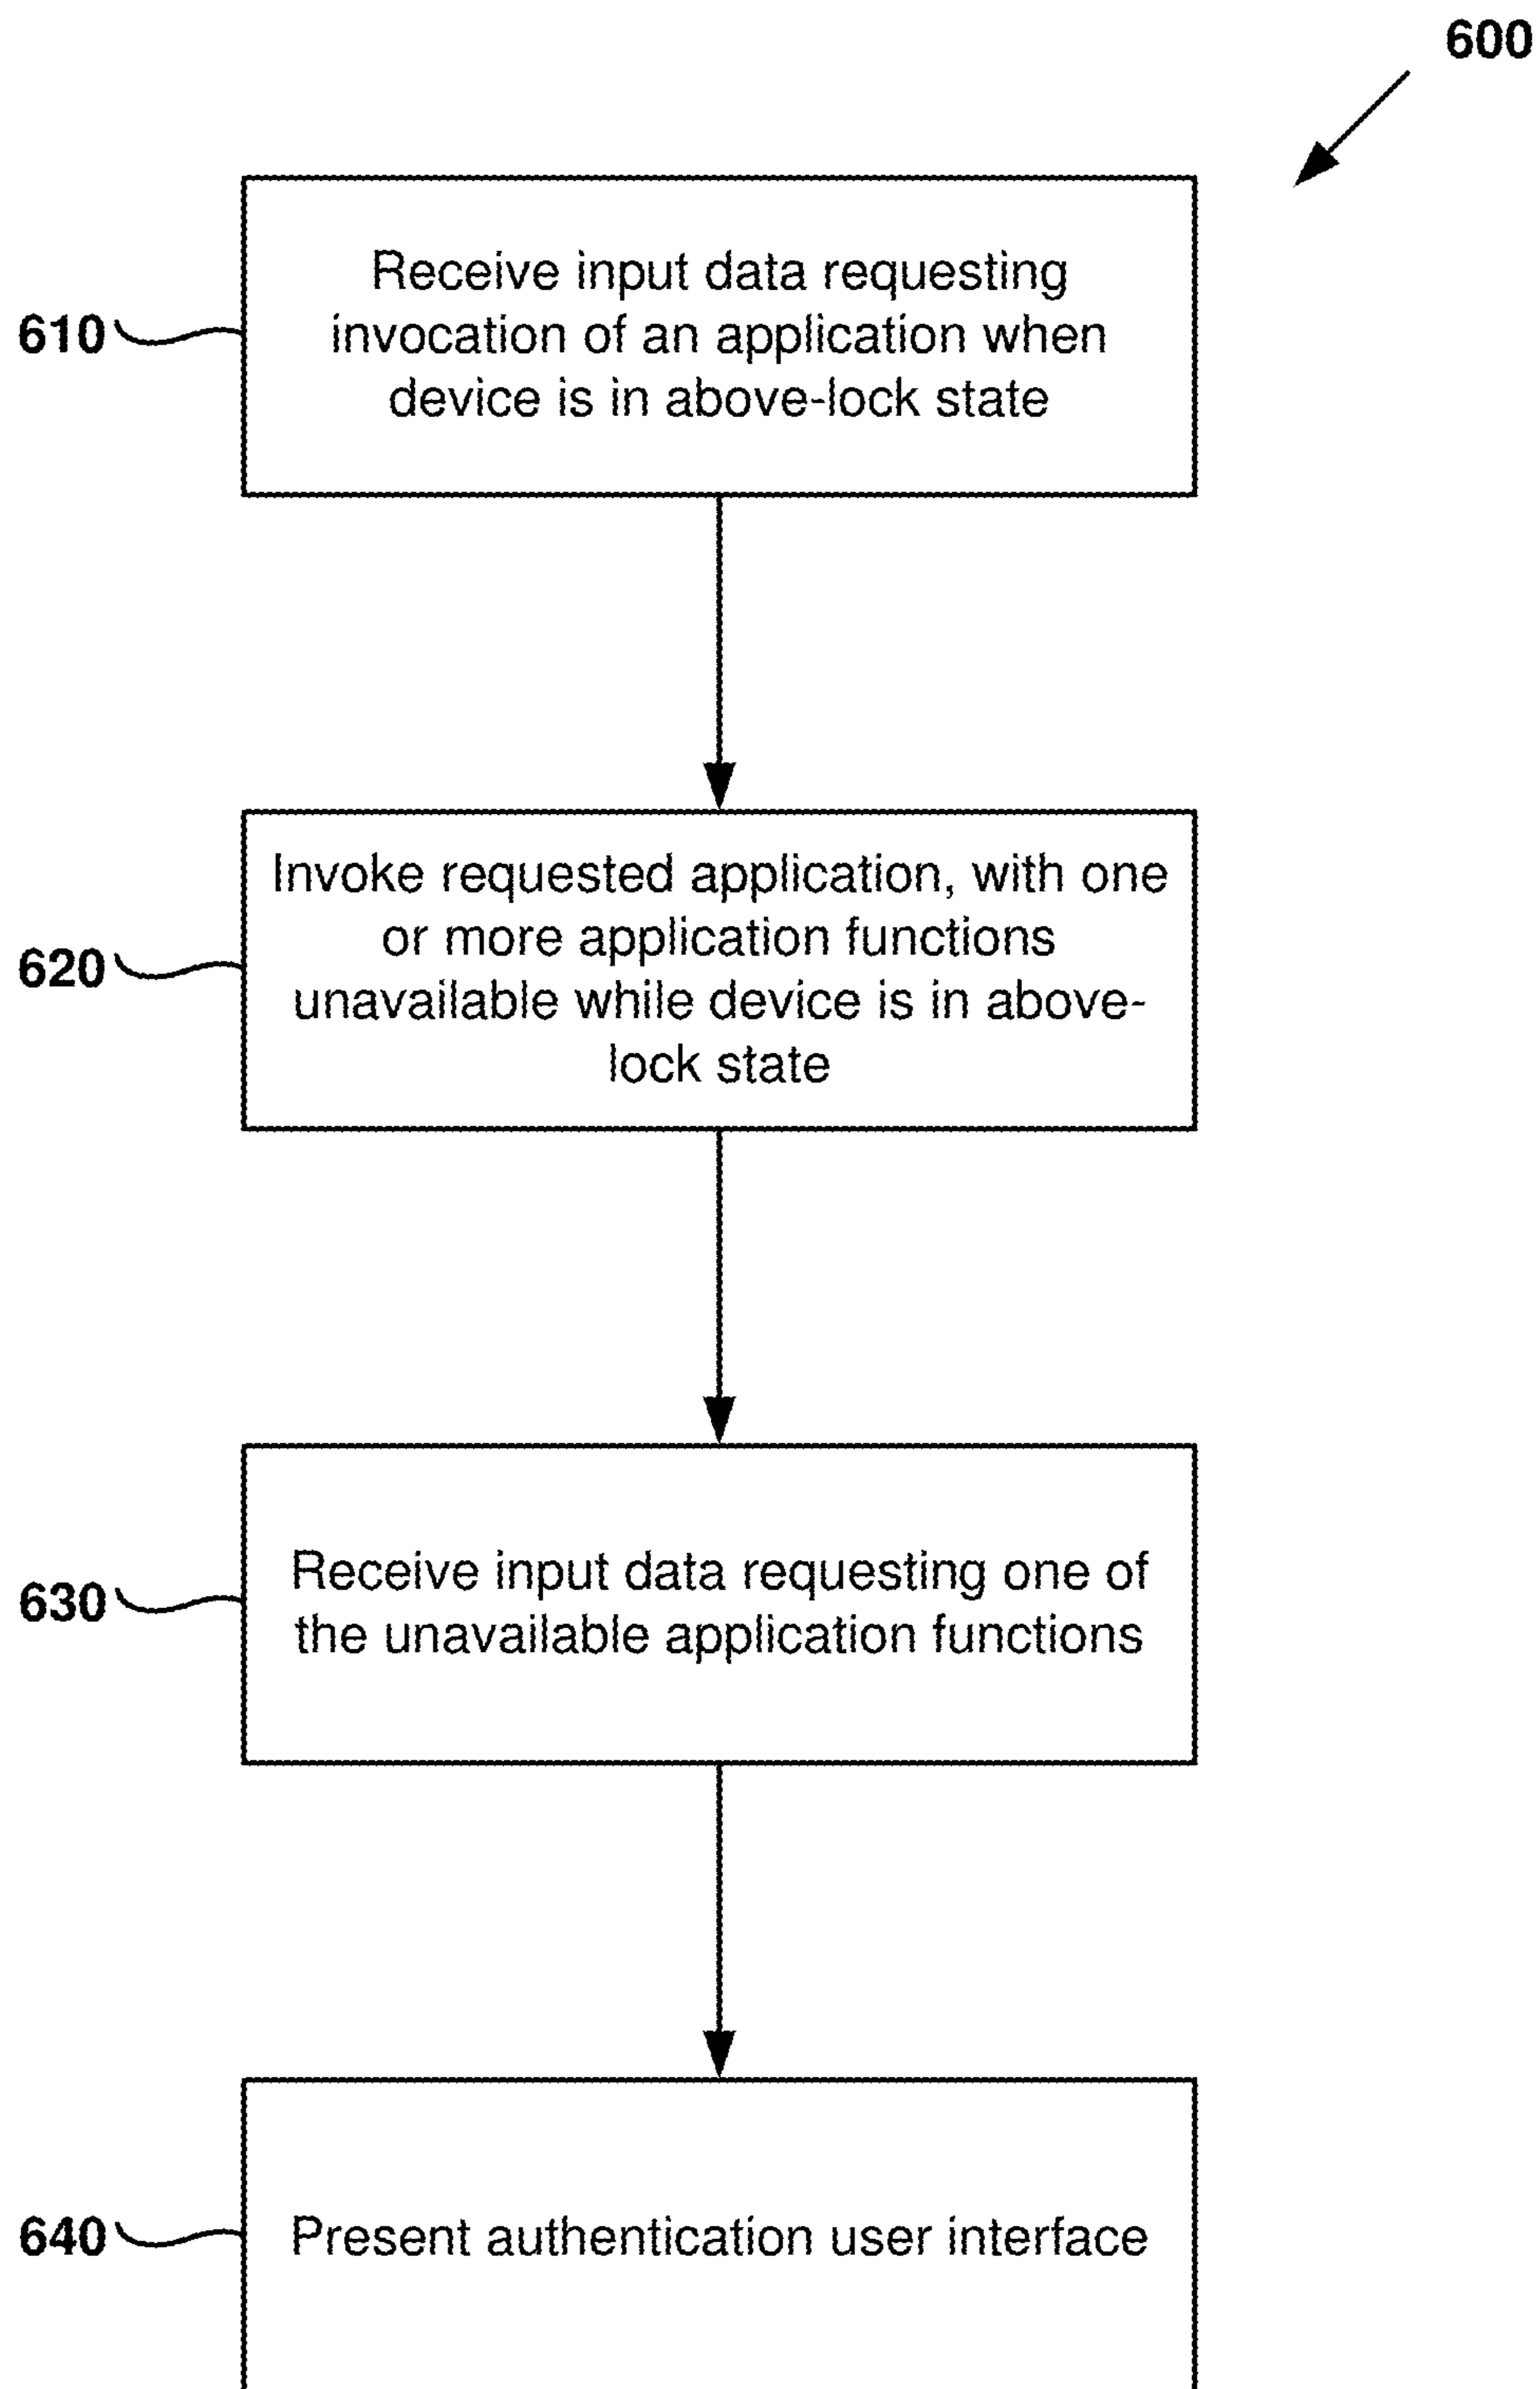 600
610
Receive input data requesting
invocation of an application when
device is in above-lock state
620
Invoke requested application, with one
or more application functions
unavailable while device is in above-
lock state
630
Receive input data requesting one of
the unavailable application functions
640
Present authentication user interface